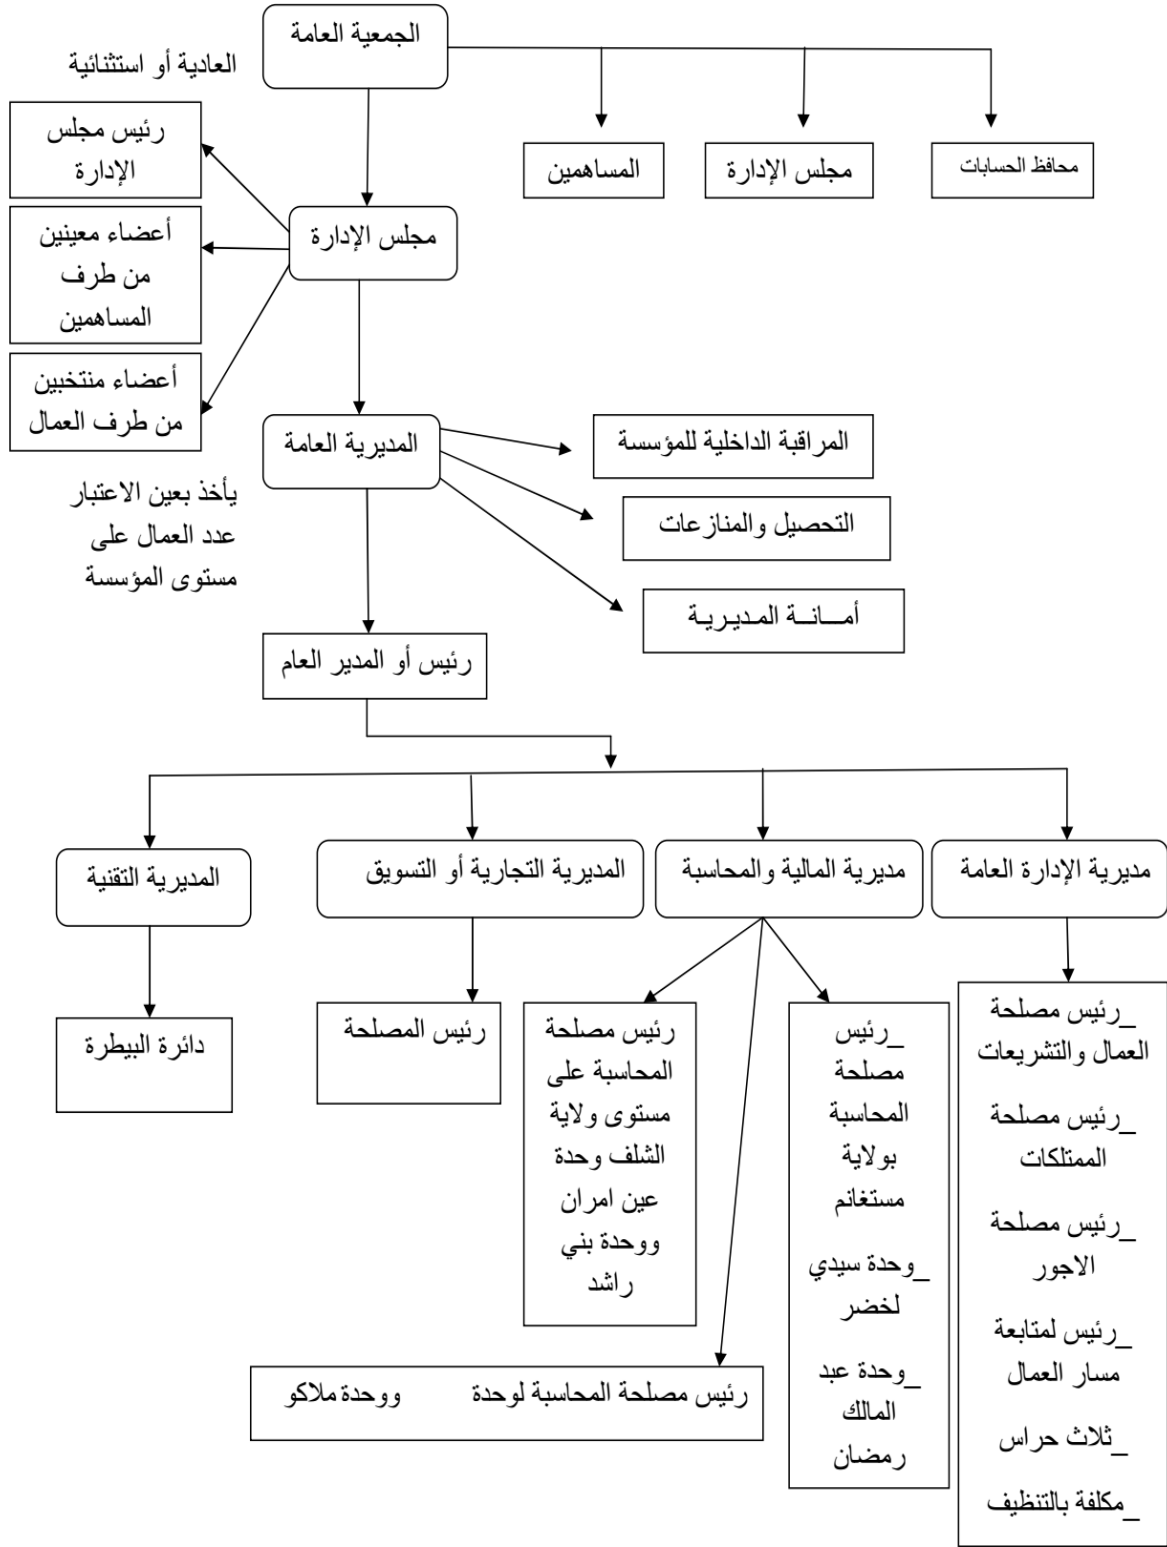 الجمعية العامة
العادية أو استثنائية
محافظ الحسابات
مجلس الإدارة
المساهمين
رئيس مجلس
الإدارة
مجلس الإدارة
أعضاء معينين
من طرف
المساهمين
أعضاء منتخبين
من طرف العمال
المديرية العامة
المراقبة الداخلية للمؤسسة
التحصيل والمنازعات
أمـــانــة المـديـريـة
يأخذ بعين الاعتبار
عدد العمال على
مستوى المؤسسة
رئيس أو المدير العام
مديرية الإدارة العامة
مديرية المالية والمحاسبة
المديرية التجارية أو التسويق
المديرية التقنية
_رئيس مصلحة
العمال والتشريعات
_رئيس مصلحة
الممتلكات
_رئيس مصلحة
الاجور
_رئيس لمتابعة
مسار العمال
_ثلاث حراس
_مكلفة بالتنظيف
_رئيس
مصلحة
المحاسبة
بولاية
مستغانم
_وحدة سيدي
لخضر
_وحدة عبد
المالك
رمضان
رئيس مصلحة
المحاسبة على
مستوى ولاية
الشلف وحدة
عين امران
ووحدة بني
راشد
رئيس المصلحة
دائرة البيطرة
رئيس مصلحة المحاسبة لوحدة ووحدة ملاكو